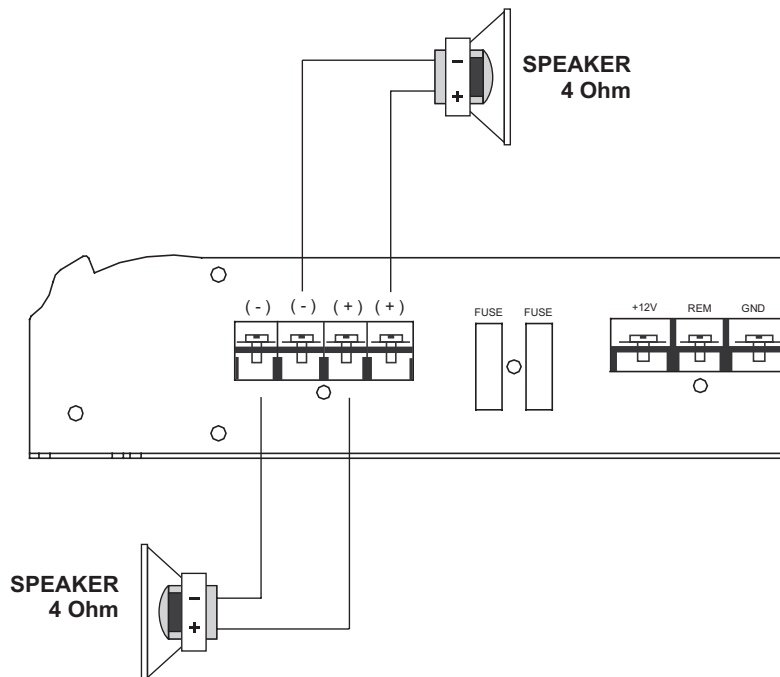 −
+
SPEAKER
4 Ohm
( - ) ( - ) ( + ) ( + )
FUSE FUSE
+12V REM GND
SPEAKER
4 Ohm
−
+